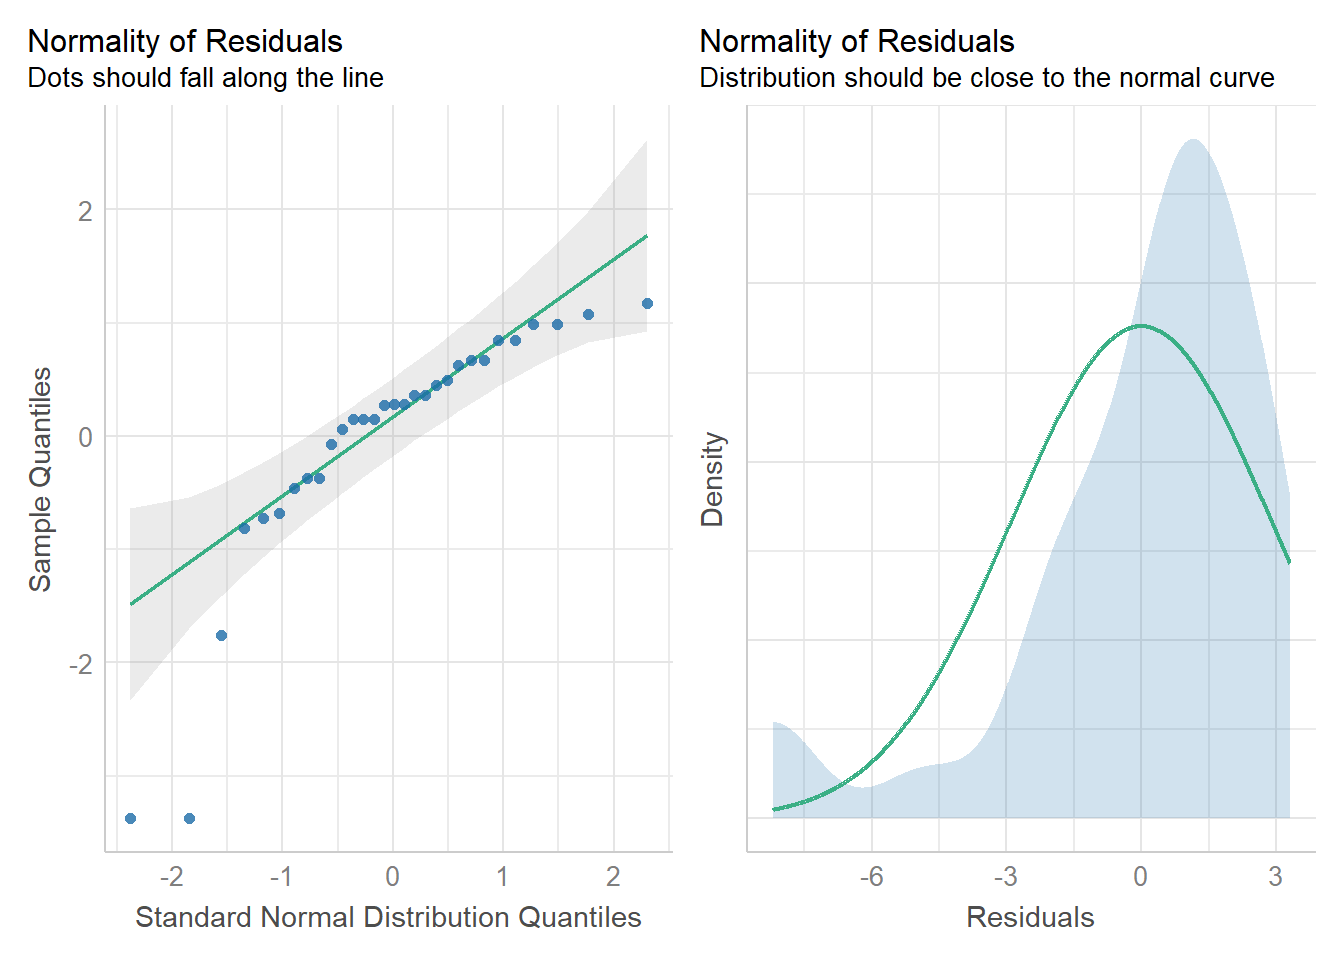 Normality of Residuals
Dots should fall along the line
2
0
-2
Sample Quantiles
-2
-1
0
1
2
Standard Normal Distribution Quantiles
Normality of Residuals
Distribution should be close to the normal curve
Density
-6
-3
0
3
Residuals